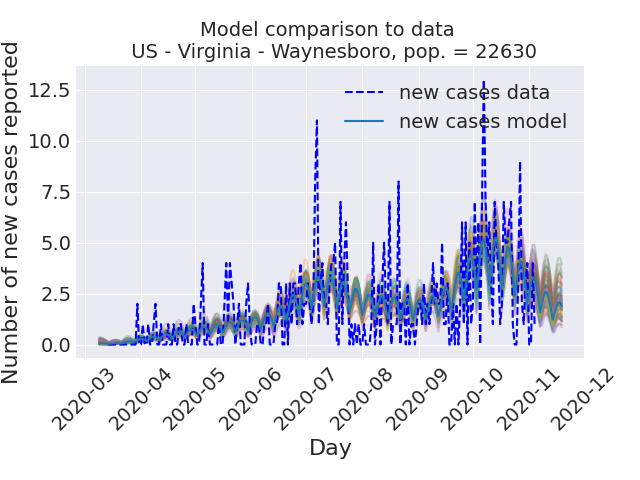 Model comparison to data
US - Virginia - Waynesboro, pop. = 22630
Number of new cases reported
12.5
10.0
7.5
5.0
2.5
0.0
new cases data
new cases model
2020-03
2020-04
2020-05
2020-06
2020-07
2020-08
2020-09
2020-10
2020-11
2020-12
Day